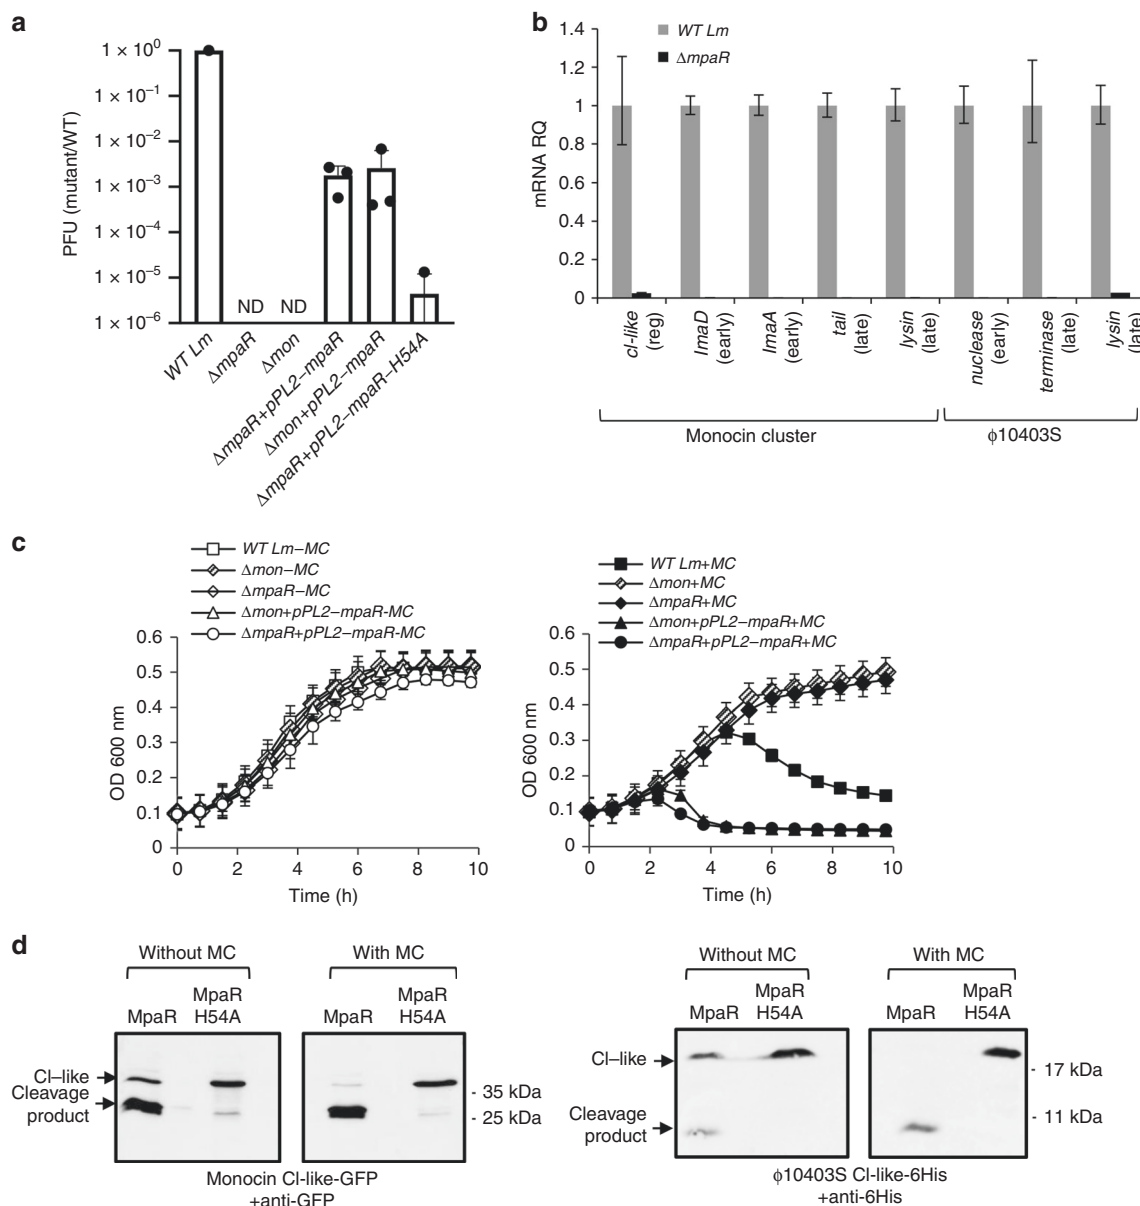 a
PFU (mutant/WT)
1 × 10⁰
1 × 10⁻¹
1 × 10⁻²
1 × 10⁻³
1 × 10⁻⁴
1 × 10⁻⁵
1 × 10⁻⁶
ND
ND
WT Lm
ΔmpaR
Δmon
ΔmpaR+pPL2–mpaR
Δmon+pPL2–mpaR
ΔmpaR+pPL2–mpaR–H54A
b
WT Lm
ΔmpaR
mRNA RQ
1.4
1.2
1
0.8
0.6
0.4
0.2
0
cI-like
(reg)
lmaD
(early)
lmaA
(early)
tail
(late)
lysin
(late)
nuclease
(early)
terminase
(late)
lysin
(late)
Monocin cluster
ϕ10403S
c
WT Lm–MC
Δmon–MC
ΔmpaR–MC
Δmon+pPL2–mpaR-MC
ΔmpaR+pPL2–mpaR-MC
OD 600 nm
0.6
0.5
0.4
0.3
0.2
0.1
0
0 2 4 6 8 10
Time (h)
WT Lm+MC
Δmon+MC
ΔmpaR+MC
Δmon+pPL2–mpaR+MC
ΔmpaR+pPL2–mpaR+MC
OD 600 nm
0.6
0.5
0.4
0.3
0.2
0.1
0
0 2 4 6 8 10
Time (h)
d
Without MC
With MC
MpaR
MpaR
H54A
MpaR
MpaR
H54A
CI–like
Cleavage
product
- 35 kDa
- 25 kDa
Monocin CI-like-GFP
+anti-GFP
Without MC
With MC
MpaR
MpaR
H54A
MpaR
MpaR
H54A
CI–like
Cleavage
product
- 17 kDa
- 11 kDa
ϕ10403S CI-like-6His
+anti-6His